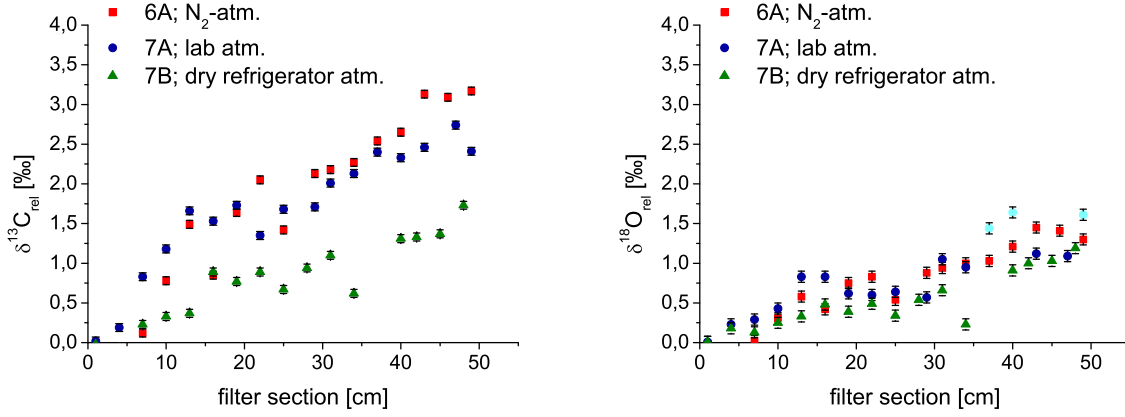 6A; N₂-atm.
7A; lab atm.
7B; dry refrigerator atm.
4,0
3,5
3,0
2,5
2,0
1,5
1,0
0,5
0,0
δ¹³C_rel [‰]
0 10 20 30 40 50
filter section [cm]
6A; N₂-atm.
7A; lab atm.
7B; dry refrigerator atm.
4,0
3,5
3,0
2,5
2,0
1,5
1,0
0,5
0,0
δ¹⁸O_rel [‰]
0 10 20 30 40 50
filter section [cm]